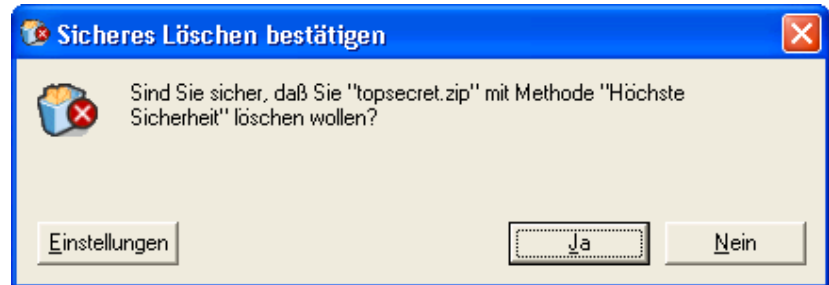 Sicheres Löschen bestätigen
Sind Sie sicher, daß Sie "topsecret.zip" mit Methode "Höchste
Sicherheit" löschen wollen?
Einstellungen Ja Nein